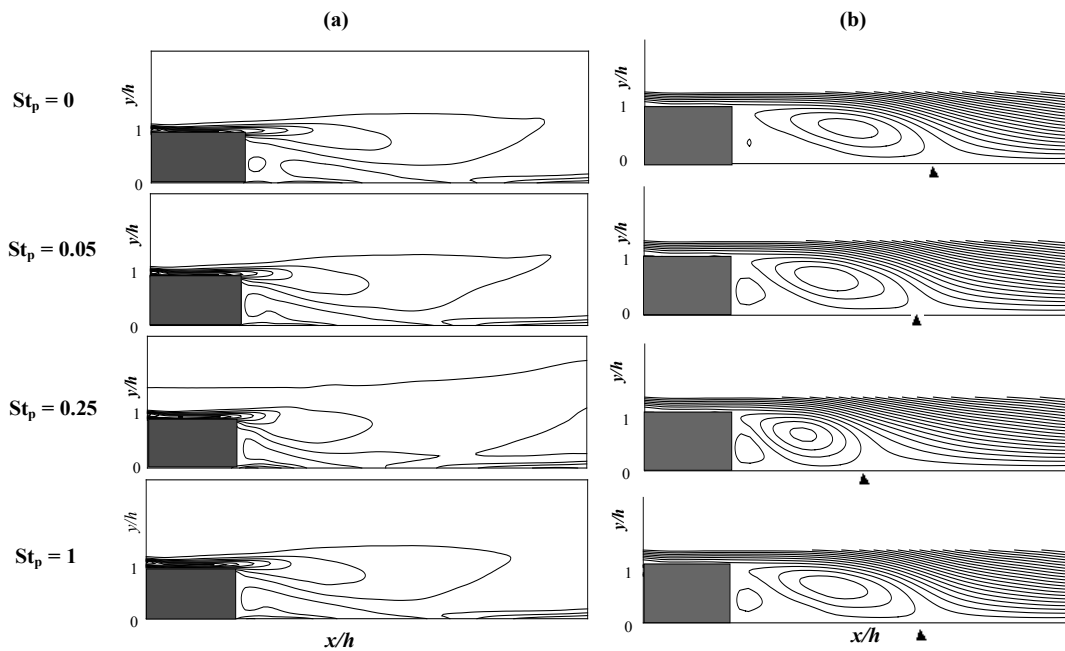 (a) (b)
St_p = 0
y/h
1
0
y/h
1
0
St_p = 0.05
y/h
1
0
y/h
1
0
St_p = 0.25
y/h
1
0
y/h
1
0
St_p = 1
y/h
1
0
y/h
1
0
x/h x/h